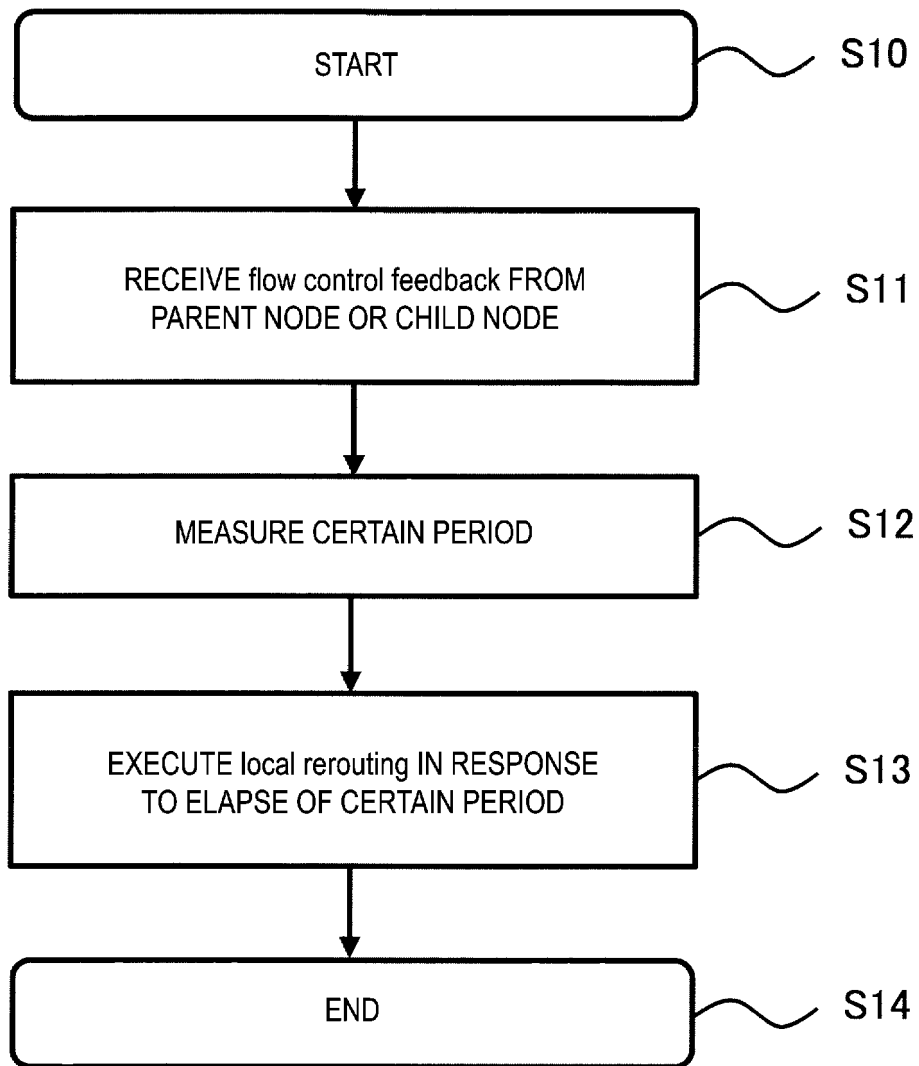 START
S10
RECEIVE flow control feedback FROM
PARENT NODE OR CHILD NODE
S11
MEASURE CERTAIN PERIOD
S12
EXECUTE local rerouting IN RESPONSE
TO ELAPSE OF CERTAIN PERIOD
S13
END
S14